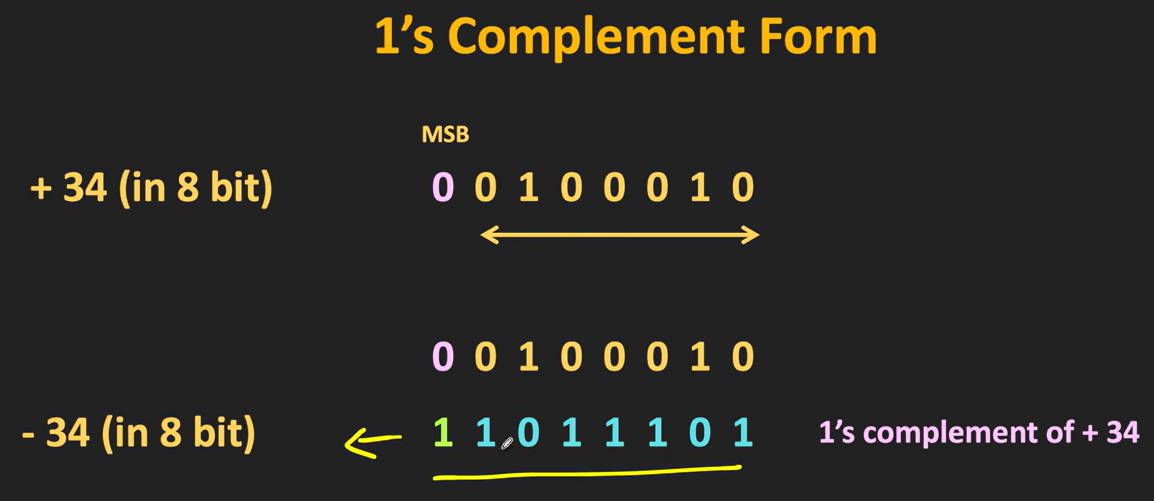 1’s Complement Form
MSB
+ 34 (in 8 bit) 0 0 1 0 0 0 1 0
0 0 1 0 0 0 1 0
- 34 (in 8 bit) 1 1 0 1 1 1 0 1 1’s complement of + 34